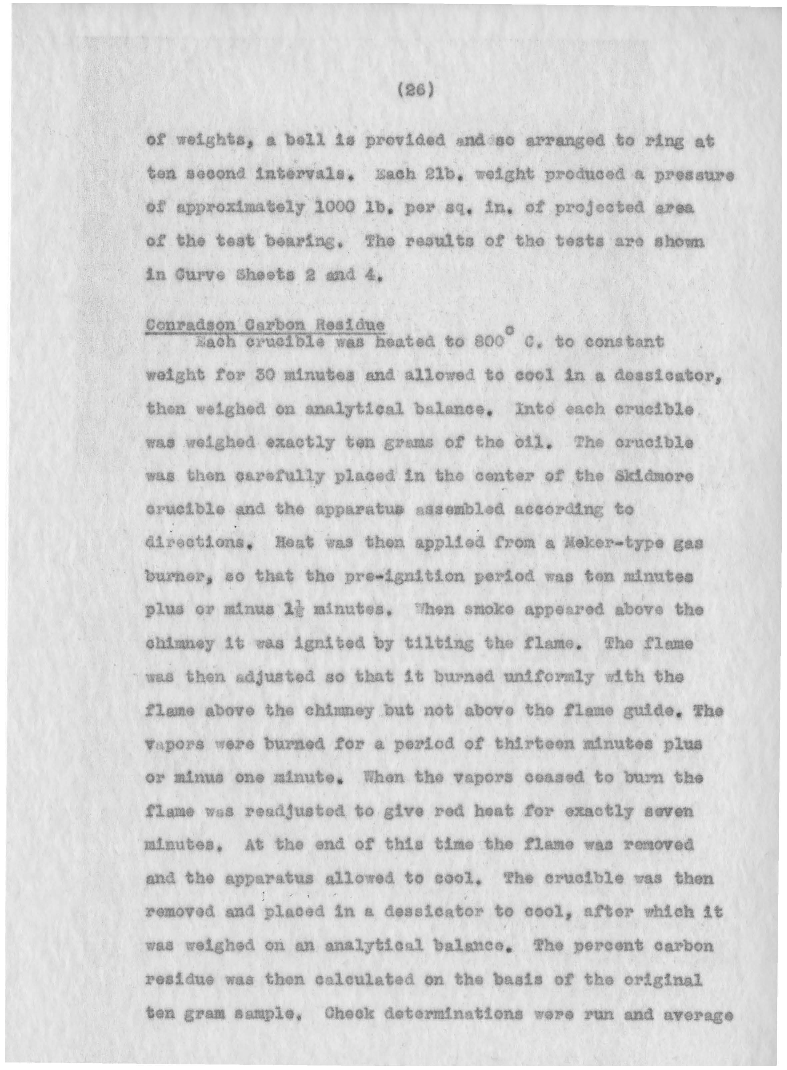 (26)
of weights, a bell is provided and so arranged to ring at
ten second intervals. Each 2lb. weight produced a pressure
of approximately 1000 lb. per sq. in. of projected area
of the test bearing. The results of the tests are shown
in Curve Sheets 2 and 4.
Conradson Carbon Residue
Each crucible was heated to 800° C. to constant
weight for 30 minutes and allowed to cool in a dessicator,
then weighed on analytical balance. Into each crucible
was weighed exactly ten grams of the oil. The crucible
was then carefully placed in the center of the Skidmore
crucible and the apparatus assembled according to
directions. Heat was then applied from a Meker-type gas
burner, so that the pre-ignition period was ten minutes
plus or minus 1½ minutes. When smoke appeared above the
chimney it was ignited by tilting the flame. The flame
was then adjusted so that it burned uniformly with the
flame above the chimney but not above the flame guide. The
vapors were burned for a period of thirteen minutes plus
or minus one minute. When the vapors ceased to burn the
flame was readjusted to give red heat for exactly seven
minutes. At the end of this time the flame was removed
and the apparatus allowed to cool. The crucible was then
removed and placed in a dessicator to cool, after which it
was weighed on an analytical balance. The percent carbon
residue was then calculated on the basis of the original
ten gram sample. Check determinations were run and average